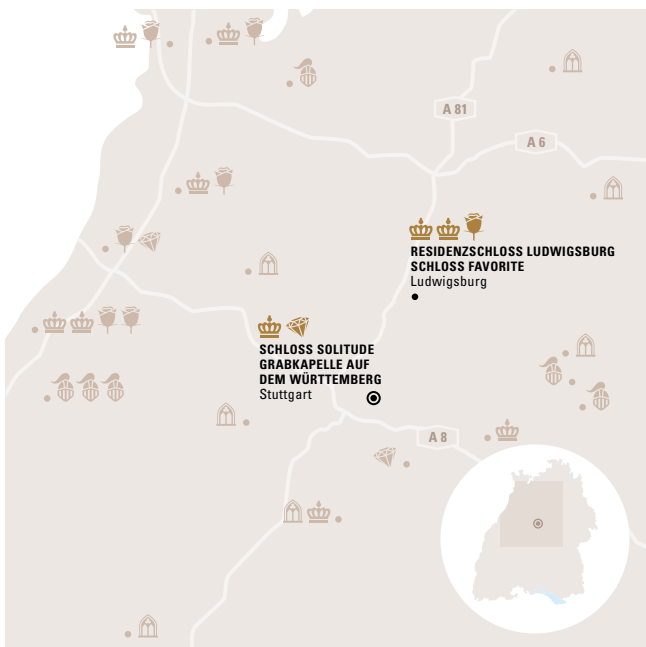 A 81
A 6
RESIDENZSCHLOSS LUDWIGSBURG
SCHLOSS FAVORITE
Ludwigsburg
SCHLOSS SOLITUDE
GRABKAPELLE AUF
DEM WÜRTTEMBERG
Stuttgart
A 8